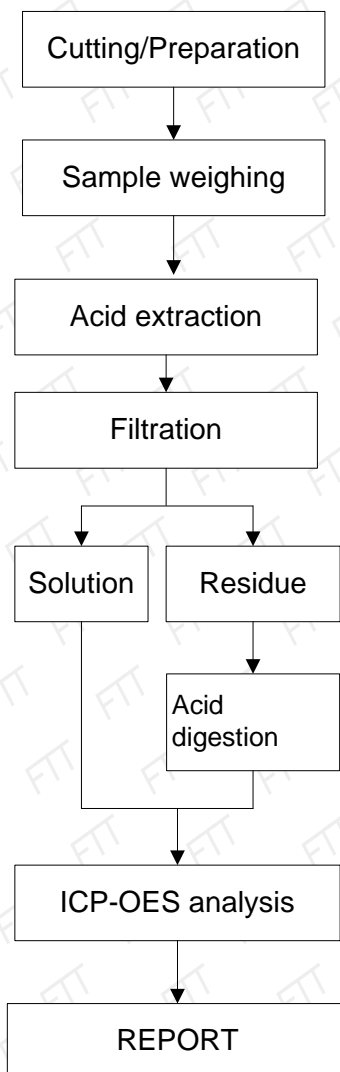 Cutting/Preparation
Sample weighing
Acid extraction
Filtration
Solution
Residue
Acid
digestion
ICP-OES analysis
REPORT